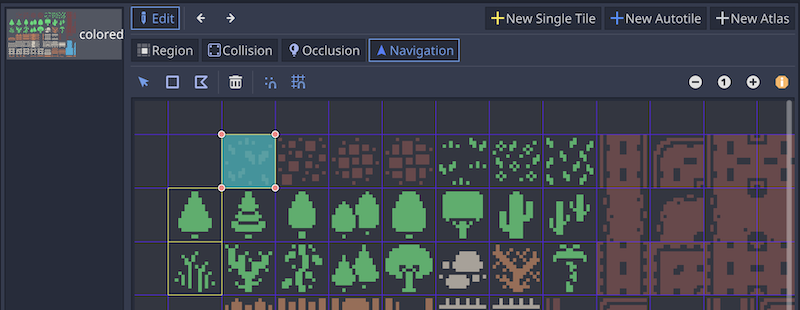 Edit
New Single Tile
New Autotile
New Atlas
colored
Region
Collision
Occlusion
Navigation
1